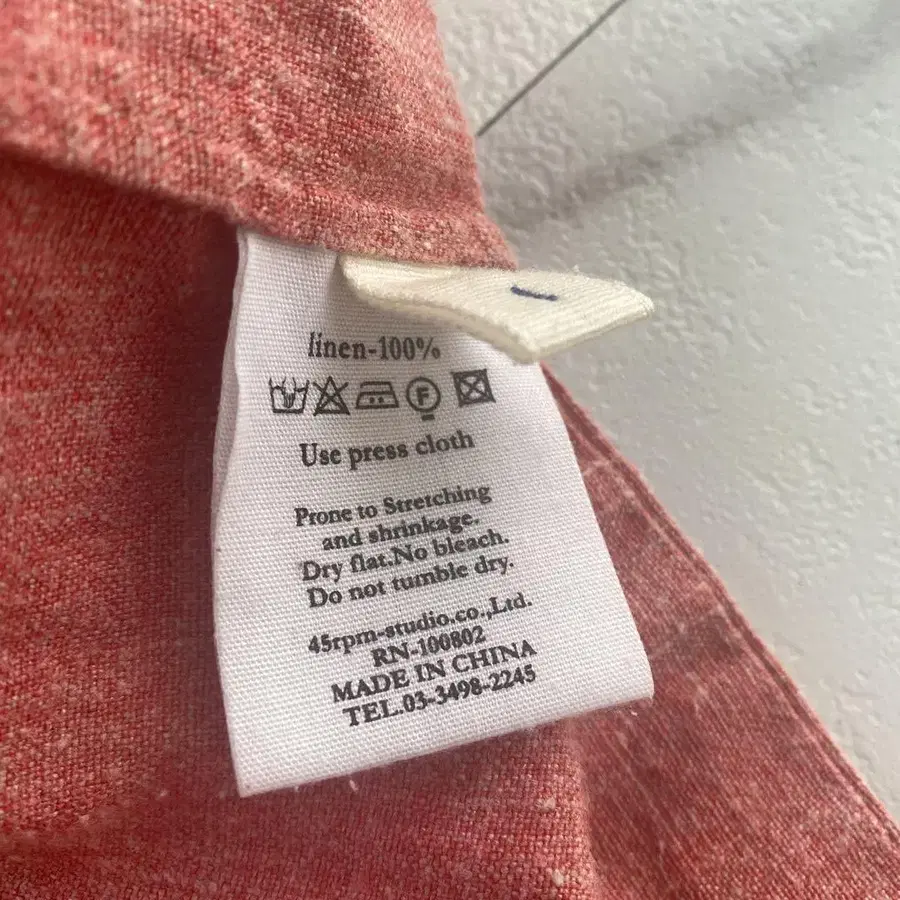 linen-100%
F
Use press cloth
Prone to Stretching
and shrinkage.
Dry flat.No bleach.
Do not tumble dry.
45rpm-studio.co.,Ltd.
RN-100802
MADE IN CHINA
TEL.03-3498-2245